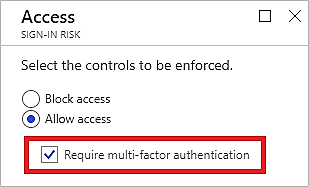 Access
SIGN-IN RISK
Select the controls to be enforced.
Block access
Allow access
Require multi-factor authentication